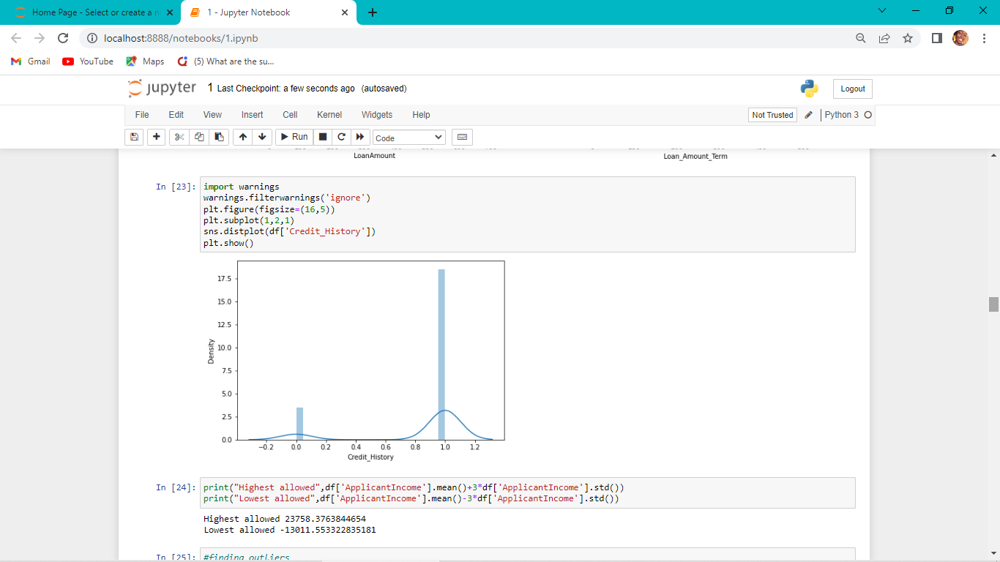 Home Page - Select or create a n
1 - Jupyter Notebook
localhost:8888/notebooks/1.ipynb
Gmail
YouTube
Maps
(5) What are the su...
jupyter 1 Last Checkpoint: a few seconds ago (autosaved)
Logout
File Edit View Insert Cell Kernel Widgets Help
Not Trusted
Python 3
Run
Code
LoanAmount
Loan_Amount_Term
In [23]:
import warnings
warnings.filterwarnings('ignore')
plt.figure(figsize=(16,5))
plt.subplot(1,2,1)
sns.distplot(df['Credit_History'])
plt.show()
17.5
15.0
12.5
10.0
7.5
5.0
2.5
0.0
Density
−0.2 0.0 0.2 0.4 0.6 0.8 1.0 1.2
Credit_History
In [24]:
print("Highest allowed",df['ApplicantIncome'].mean()+3*df['ApplicantIncome'].std())
print("Lowest allowed",df['ApplicantIncome'].mean()-3*df['ApplicantIncome'].std())
Highest allowed 23758.3763844654
Lowest allowed -13011.553322835181
In [25]:
#finding outliers